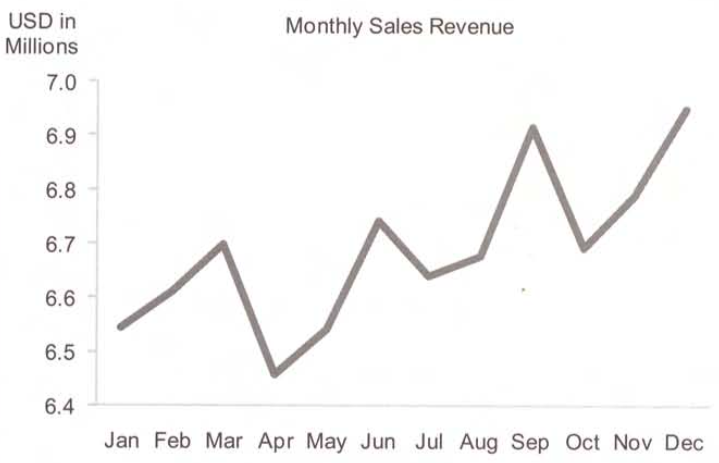 USD in
Millions
Monthly Sales Revenue
7.0
6.9
6.8
6.7
6.6
6.5
6.4
Jan Feb Mar Apr May Jun Jul Aug Sep Oct Nov Dec